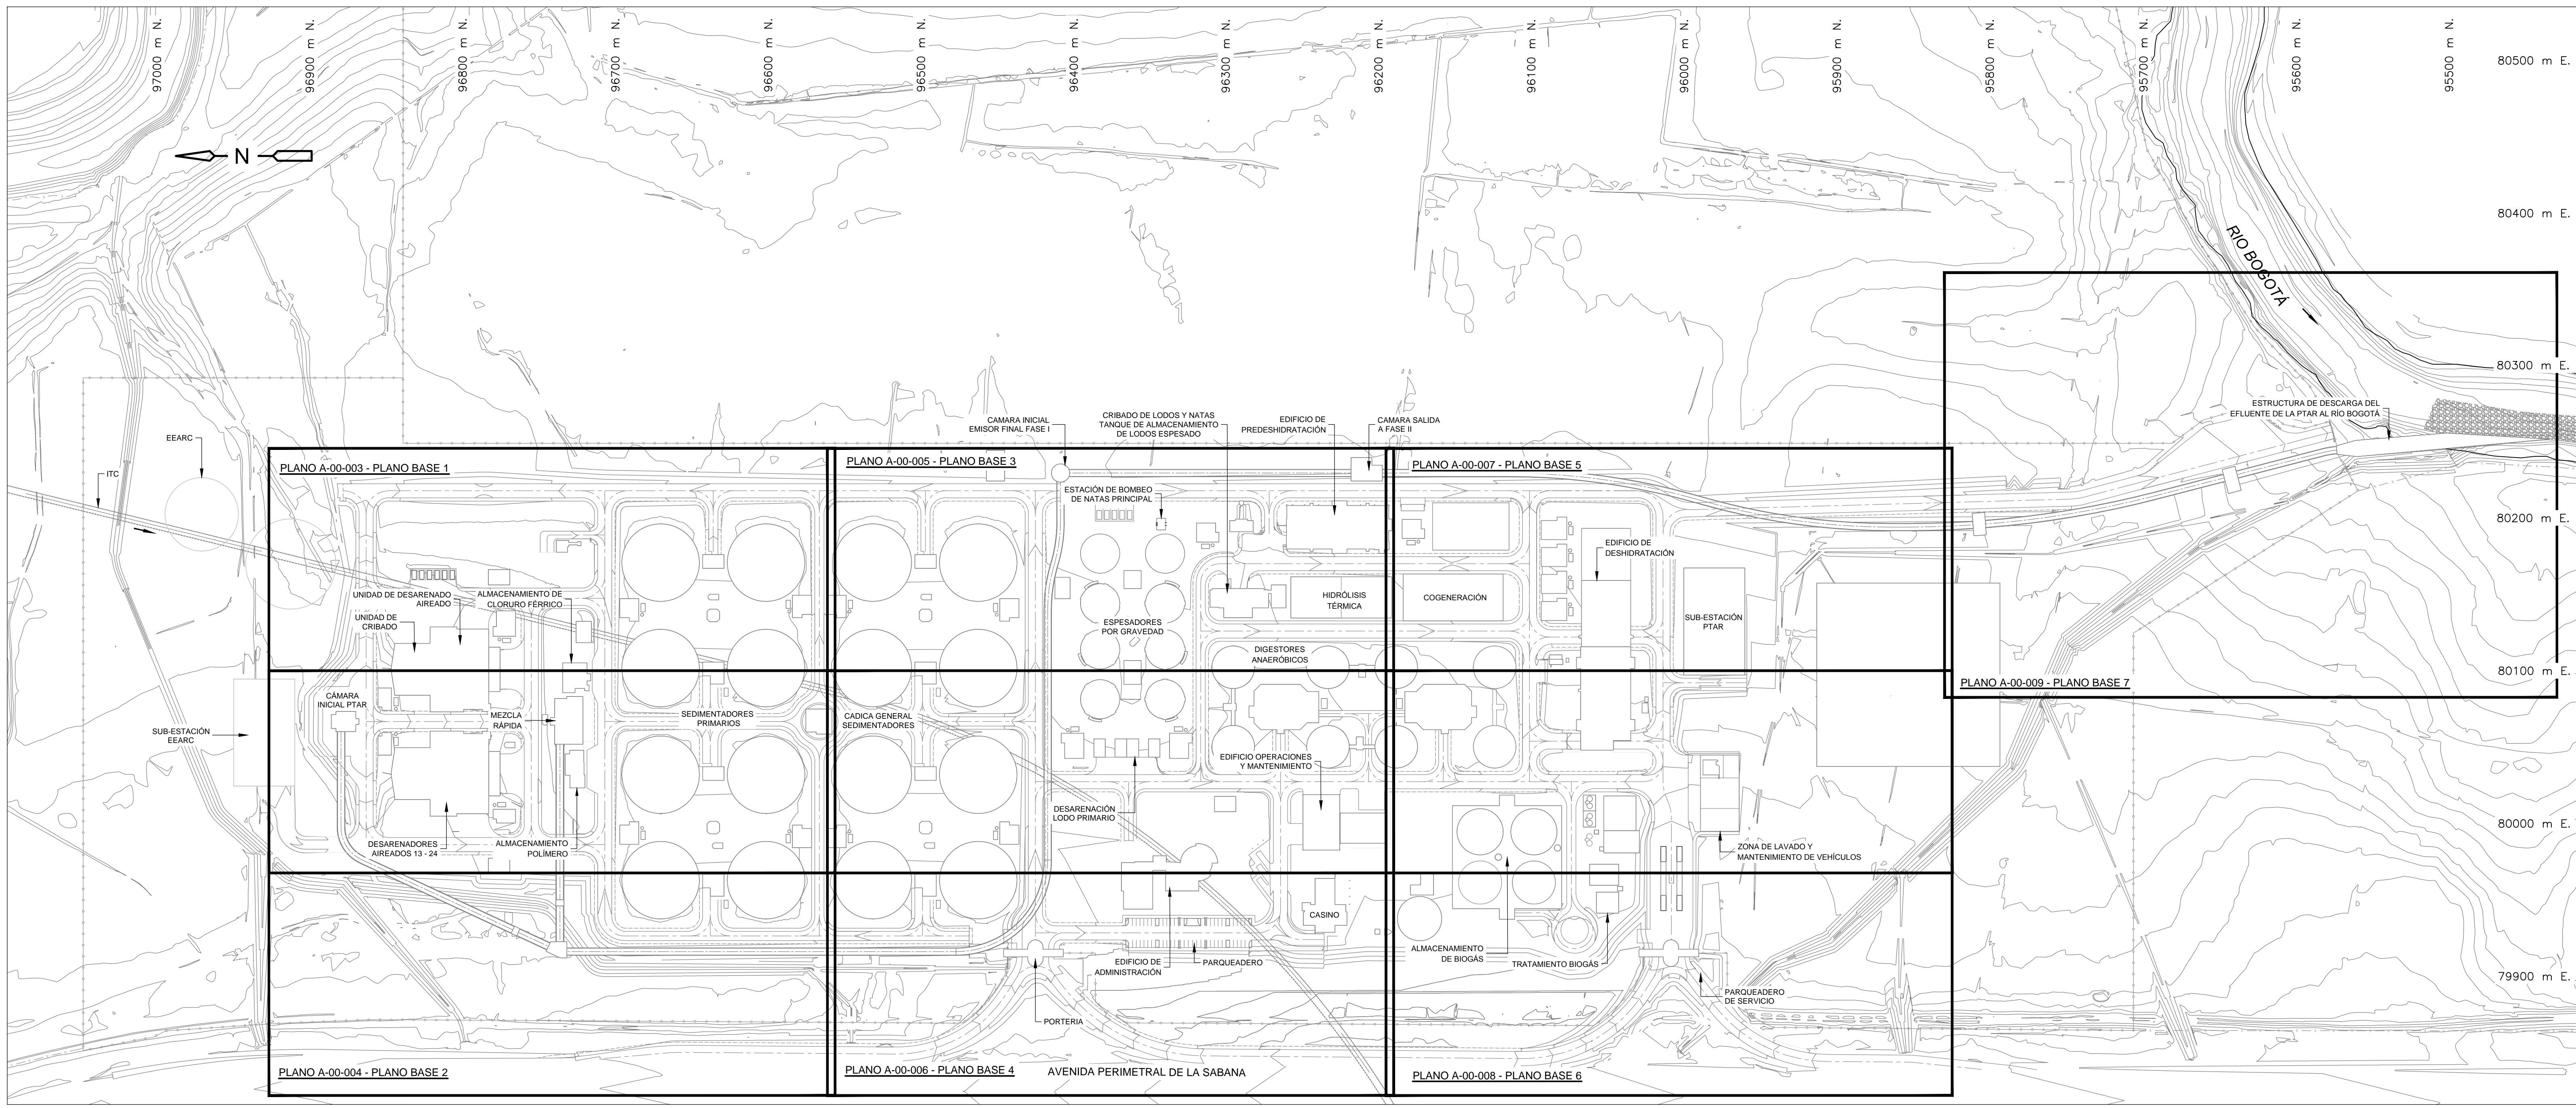 97000 m N.
96900 m N.
96800 m N.
96700 m N.
96600 m N.
96500 m N.
96400 m N.
96300 m N.
96200 m N.
96100 m N.
96000 m N.
95900 m N.
95800 m N.
95700 m N.
95600 m N.
95500 m N.
80500 m E.
80400 m E.
80300 m E.
80200 m E.
80100 m E.
80000 m E.
79900 m E.
N
RIO BOGOTÁ
ESTRUCTURA DE DESCARGA DEL
EFLUENTE DE LA PTAR AL RÍO BOGOTÁ
EEARC
ITC
SUB-ESTACIÓN
EEARC
PLANO A-00-003 - PLANO BASE 1
UNIDAD DE DESARENADO
AIREADO
ALMACENAMIENTO DE
CLORURO FÉRRICO
UNIDAD DE
CRIBADO
CÁMARA
INICIAL PTAR
MEZCLA
RÁPIDA
SEDIMENTADORES
PRIMARIOS
DESARENADORES
AIREADOS 13 - 24
ALMACENAMIENTO
POLÍMERO
PLANO A-00-004 - PLANO BASE 2
PLANO A-00-005 - PLANO BASE 3
CAMARA INICIAL
EMISOR FINAL FASE I
CRIBADO DE LODOS Y NATAS
TANQUE DE ALMACENAMIENTO
DE LODOS ESPESADO
EDIFICIO DE
PREDESHIDRATACIÓN
CAMARA SALIDA
A FASE II
ESTACIÓN DE BOMBEO
DE NATAS PRINCIPAL
HIDRÓLISIS
TÉRMICA
ESPESADORES
POR GRAVEDAD
DIGESTORES
ANAERÓBICOS
CADICA GENERAL
SEDIMENTADORES
EDIFICIO OPERACIONES
Y MANTENIMIENTO
DESARENACIÓN
LODO PRIMARIO
CASINO
EDIFICIO DE
ADMINISTRACIÓN
PARQUEADERO
PORTERIA
PLANO A-00-006 - PLANO BASE 4
AVENIDA PERIMETRAL DE LA SABANA
PLANO A-00-007 - PLANO BASE 5
EDIFICIO DE
DESHIDRATACIÓN
COGENERACIÓN
SUB-ESTACIÓN
PTAR
ZONA DE LAVADO Y
MANTENIMIENTO DE VEHÍCULOS
ALMACENAMIENTO
DE BIOGÁS
TRATAMIENTO BIOGÁS
PARQUEADERO
DE SERVICIO
PLANO A-00-008 - PLANO BASE 6
PLANO A-00-009 - PLANO BASE 7